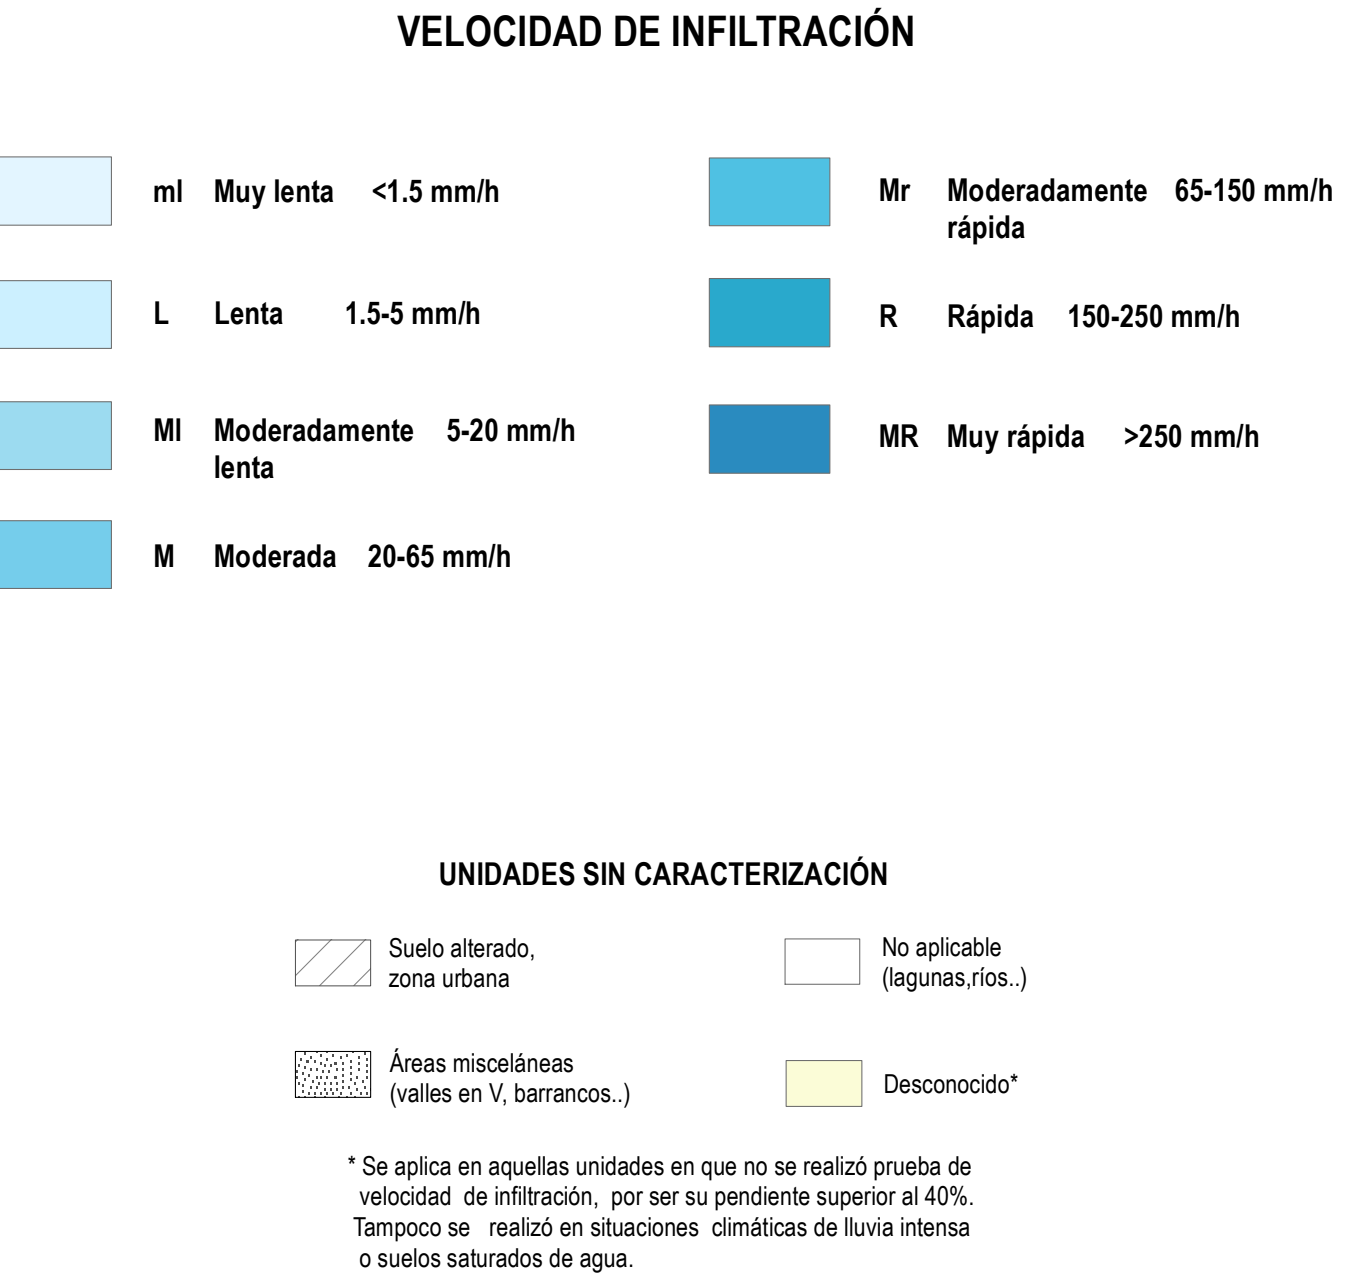 VELOCIDAD DE INFILTRACIÓN
ml Muy lenta <1.5 mm/h
L Lenta 1.5-5 mm/h
Ml Moderadamente 5-20 mm/h
lenta
M Moderada 20-65 mm/h
Mr Moderadamente 65-150 mm/h
rápida
R Rápida 150-250 mm/h
MR Muy rápida >250 mm/h
UNIDADES SIN CARACTERIZACIÓN
Suelo alterado,
zona urbana
No aplicable
(lagunas,ríos..)
Áreas misceláneas
(valles en V, barrancos..)
Desconocido*
* Se aplica en aquellas unidades en que no se realizó prueba de
velocidad de infiltración, por ser su pendiente superior al 40%.
Tampoco se realizó en situaciones climáticas de lluvia intensa
o suelos saturados de agua.